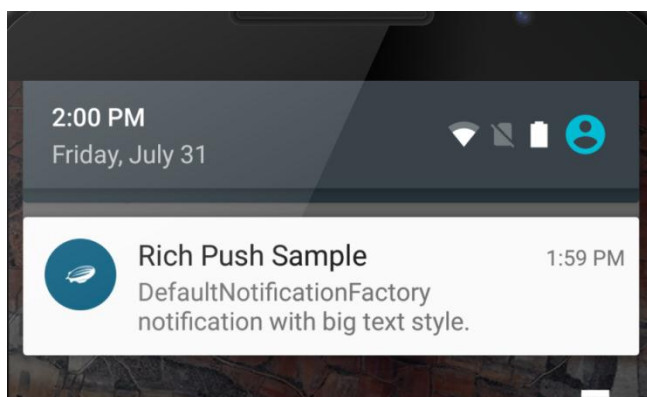 2:00 PM
Friday, July 31
Rich Push Sample
1:59 PM
DefaultNotificationFactory
notification with big text style.